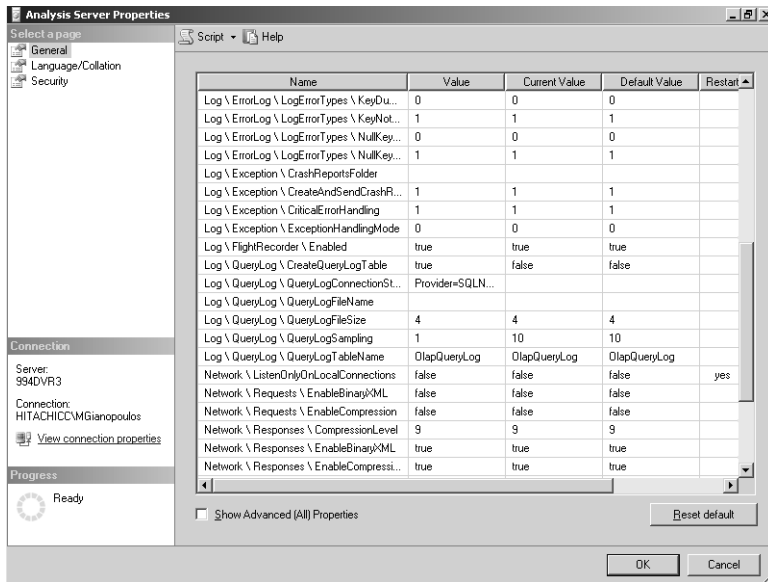 Analysis Server Properties
Select a page
General
Language/Collation
Security
Script Help
Name Value Current Value Default Value Restart
Log \ ErrorLog \ LogErrorTypes \ KeyDu... 0 0 0
Log \ ErrorLog \ LogErrorTypes \ KeyNot... 1 1 1
Log \ ErrorLog \ LogErrorTypes \ NullKey... 0 0 0
Log \ ErrorLog \ LogErrorTypes \ NullKey... 1 1 1
Log \ Exception \ CrashReportsFolder
Log \ Exception \ CreateAndSendCrashR... 1 1 1
Log \ Exception \ CriticalErrorHandling 1 1 1
Log \ Exception \ ExceptionHandlingMode 0 0 0
Log \ FlightRecorder \ Enabled true true true
Log \ QueryLog \ CreateQueryLogTable true false false
Log \ QueryLog \ QueryLogConnectionSt... Provider=SQLN...
Log \ QueryLog \ QueryLogFileName
Log \ QueryLog \ QueryLogFileSize 4 4 4
Log \ QueryLog \ QueryLogSampling 1 10 10
Log \ QueryLog \ QueryLogTableName OlapQueryLog OlapQueryLog OlapQueryLog
Network \ ListenOnlyOnLocalConnections false false false yes
Network \ Requests \ EnableBinaryXML false false false
Network \ Requests \ EnableCompression false false false
Network \ Responses \ CompressionLevel 9 9 9
Network \ Responses \ EnableBinaryXML true true true
Network \ Responses \ EnableCompressi... true true true
Connection
Server:
994DVR3
Connection:
HITACHICC\MGianopoulos
View connection properties
Progress
Ready
Show Advanced (All) Properties
Reset default
OK Cancel